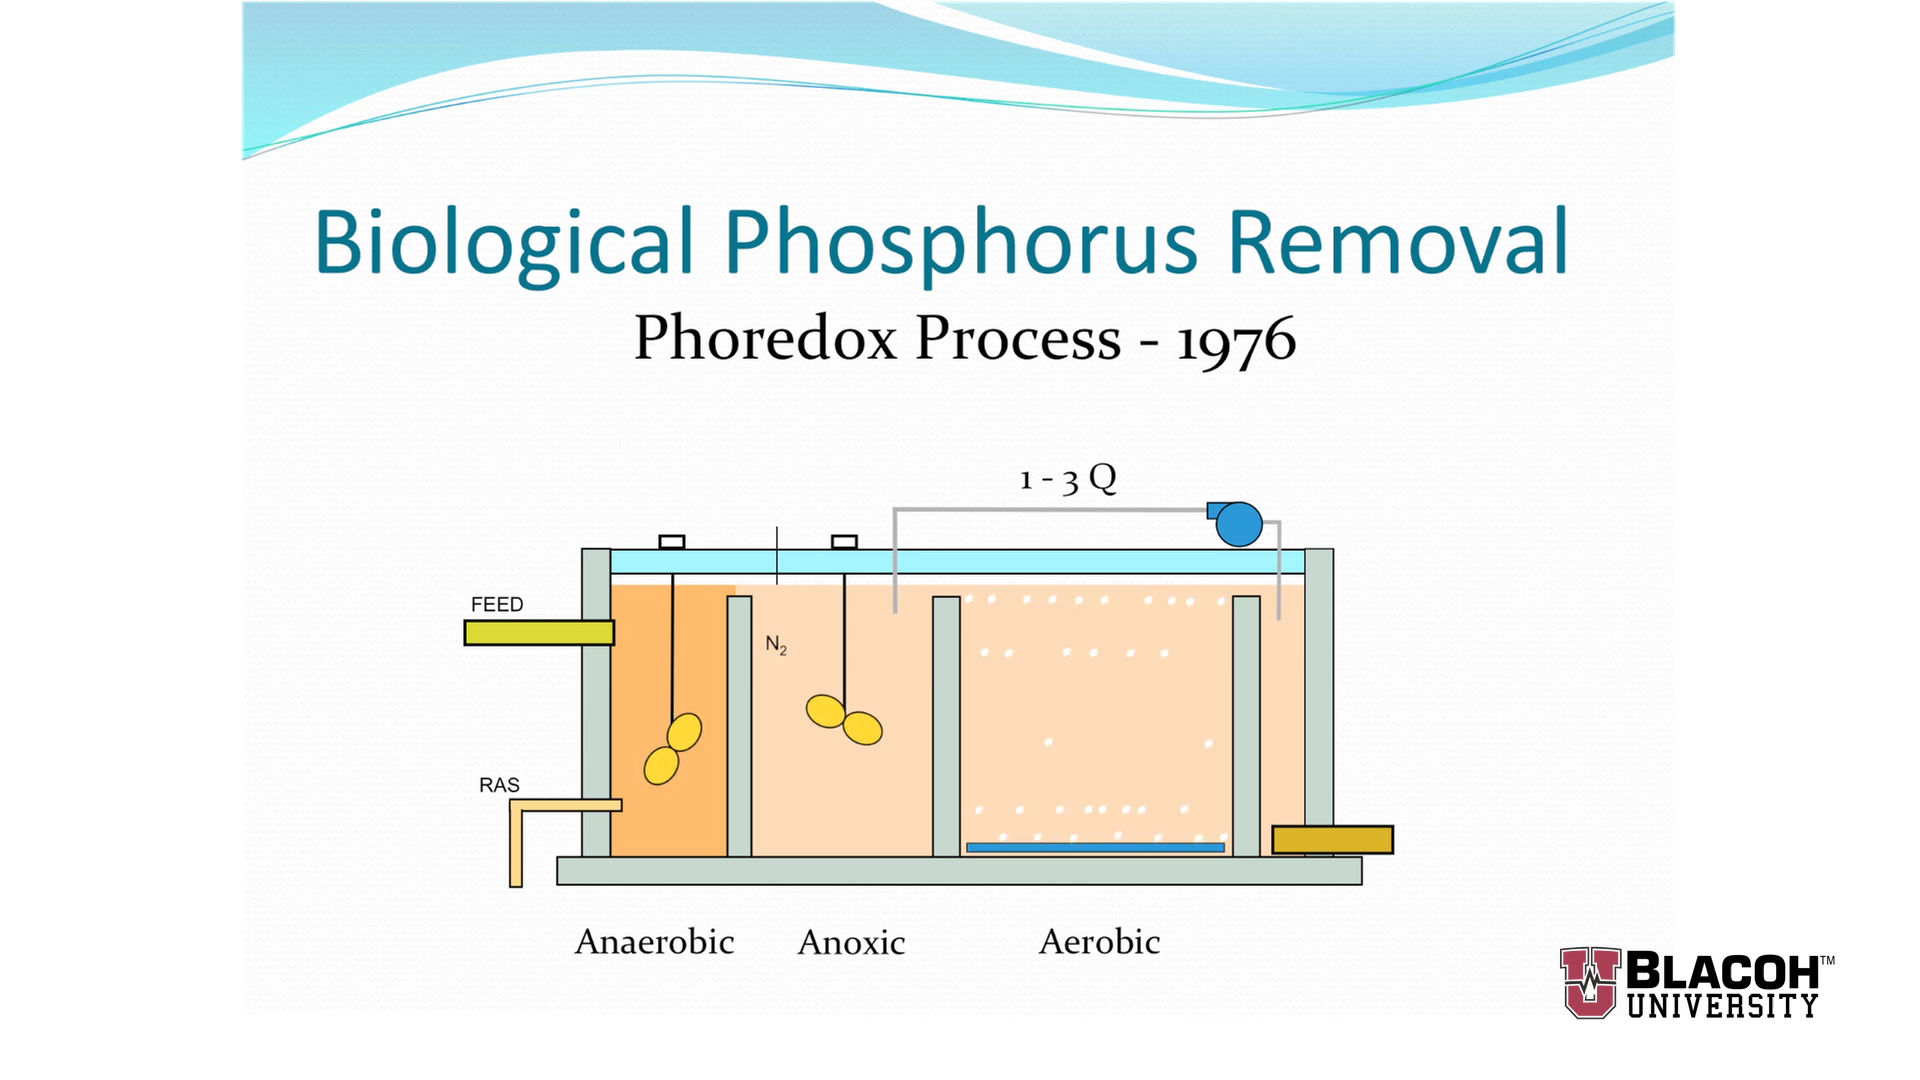 Biological Phosphorus Removal
Phoredox Process - 1976
1 - 3 Q
FEED
N₂
RAS
Anaerobic Anoxic Aerobic
BLACOH™
UNIVERSITY